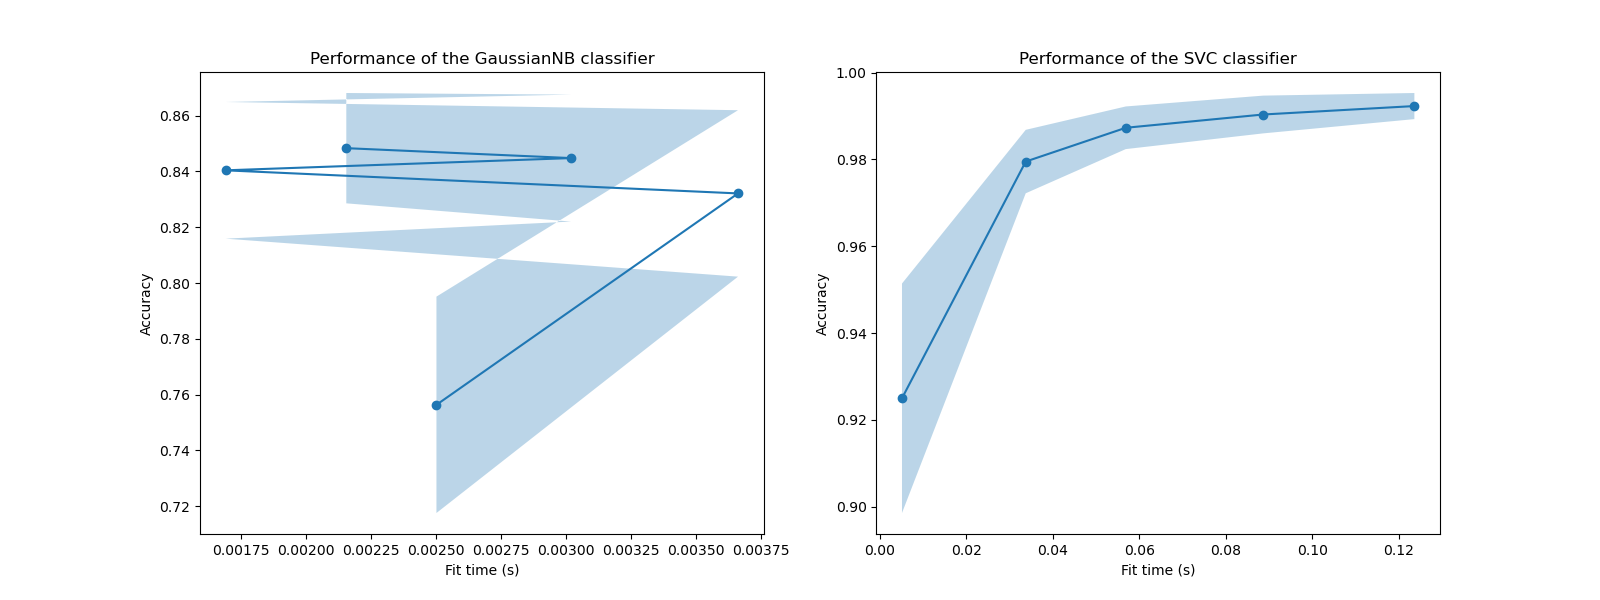 Performance of the GaussianNB classifier
0.86
0.84
0.82
0.80
0.78
0.76
0.74
0.72
Accuracy
0.00175 0.00200 0.00225 0.00250 0.00275 0.00300 0.00325 0.00350 0.00375
Fit time (s)
Performance of the SVC classifier
1.00
0.98
0.96
0.94
0.92
0.90
Accuracy
0.00 0.02 0.04 0.06 0.08 0.10 0.12
Fit time (s)